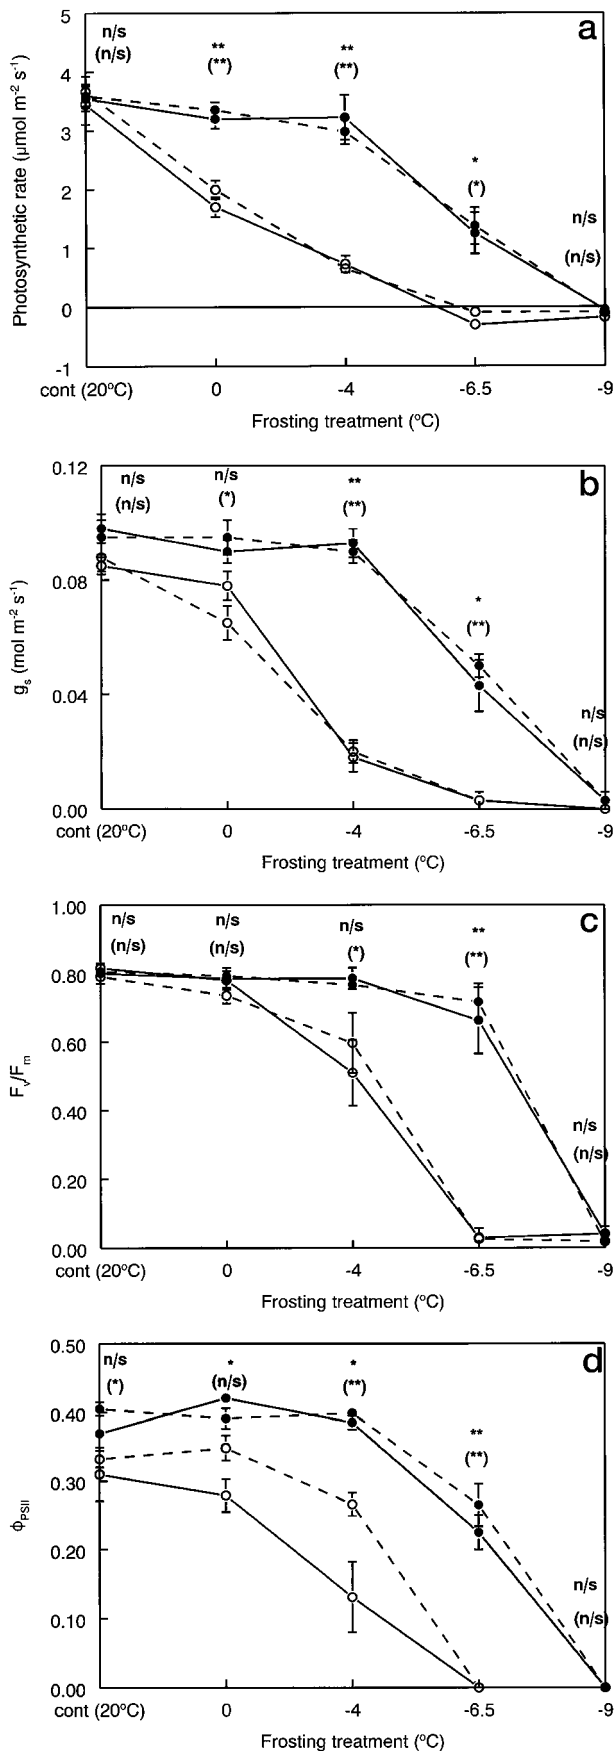 a
5
4
3
2
1
0
-1
Photosynthetic rate (μmol m⁻² s⁻¹)
n/s
(n/s)
**
(**)
**
(**)
*
(*)
n/s
(n/s)
cont (20ºC) 0 -4 -6.5 -9
Frosting treatment (ºC)
b
0.12
0.08
0.04
0.00
gₛ (mol m⁻² s⁻¹)
n/s
(n/s)
n/s
(*)
**
(**)
*
(**)
n/s
(n/s)
cont (20ºC) 0 -4 -6.5 -9
Frosting treatment (ºC)
c
1.00
0.80
0.60
0.40
0.20
0.00
Fᵥ/Fₘ
n/s
(n/s)
n/s
(n/s)
n/s
(*)
**
(**)
n/s
(n/s)
cont (20ºC) 0 -4 -6.5 -9
Frosting treatment (ºC)
d
0.50
0.40
0.30
0.20
0.10
0.00
ϕPSII
n/s
(*)
*
(n/s)
*
(**)
**
(**)
n/s
(n/s)
cont (20ºC) 0 -4 -6.5 -9
Frosting treatment (ºC)